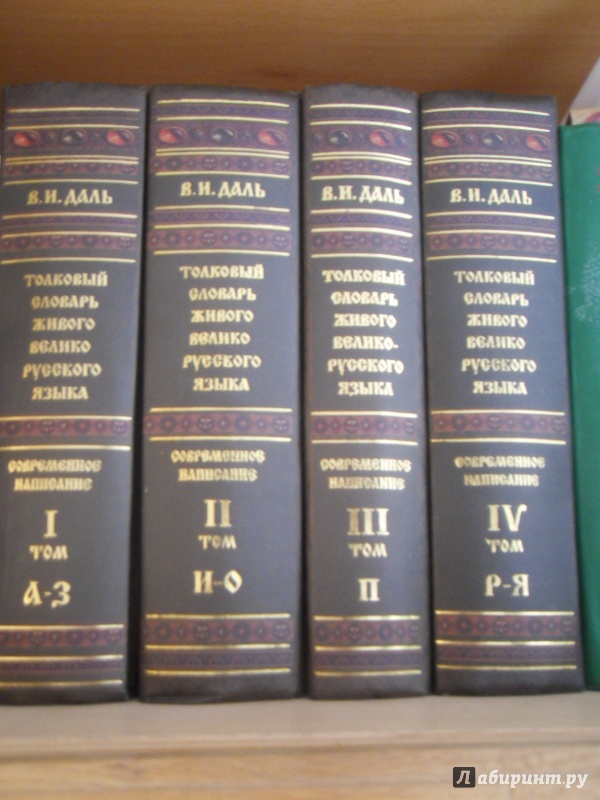 В.И. ДАЛЬ
ТОЛКОВЫЙ
СЛОВАРЬ
ЖИВОГО
ВЕЛИКО
РУССКОГО
ЯЗЫКА
СОВРЕМЕННОЕ
НАПИСАНИЕ
I
ТОМ
А-З
В.И. ДАЛЬ
ТОЛКОВЫЙ
СЛОВАРЬ
ЖИВОГО
ВЕЛИКО
РУССКОГО
ЯЗЫКА
СОВРЕМЕННОЕ
НАПИСАНИЕ
II
ТОМ
И-О
В.И. ДАЛЬ
ТОЛКОВЫЙ
СЛОВАРЬ
ЖИВОГО
ВЕЛИКО-
РУССКОГО
ЯЗЫКА
СОВРЕМЕННОЕ
НАПИСАНИЕ
III
ТОМ
П
В.И. ДАЛЬ
ТОЛКОВЫЙ
СЛОВАРЬ
ЖИВОГО
ВЕЛИКО
РУССКОГО
ЯЗЫКА
СОВРЕМЕННОЕ
НАПИСАНИЕ
IV
ТОМ
Р-Я
Лабиринт.ру